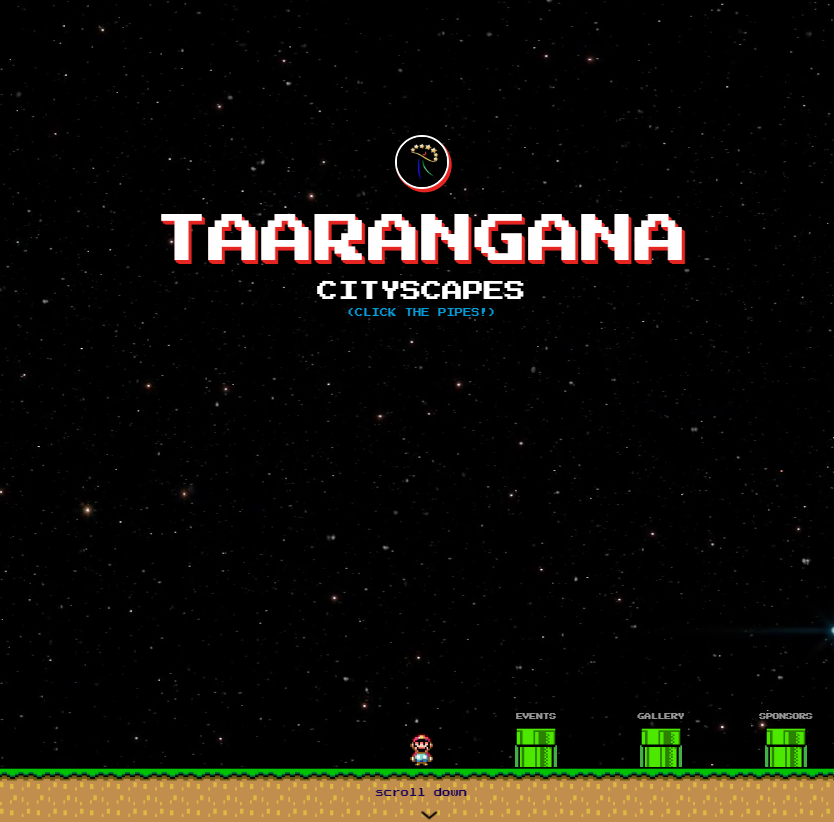 TAARANGANA
CITYSCAPES
(CLICK THE PIPES!)
EVENTS GALLERY SPONSORS
scroll down